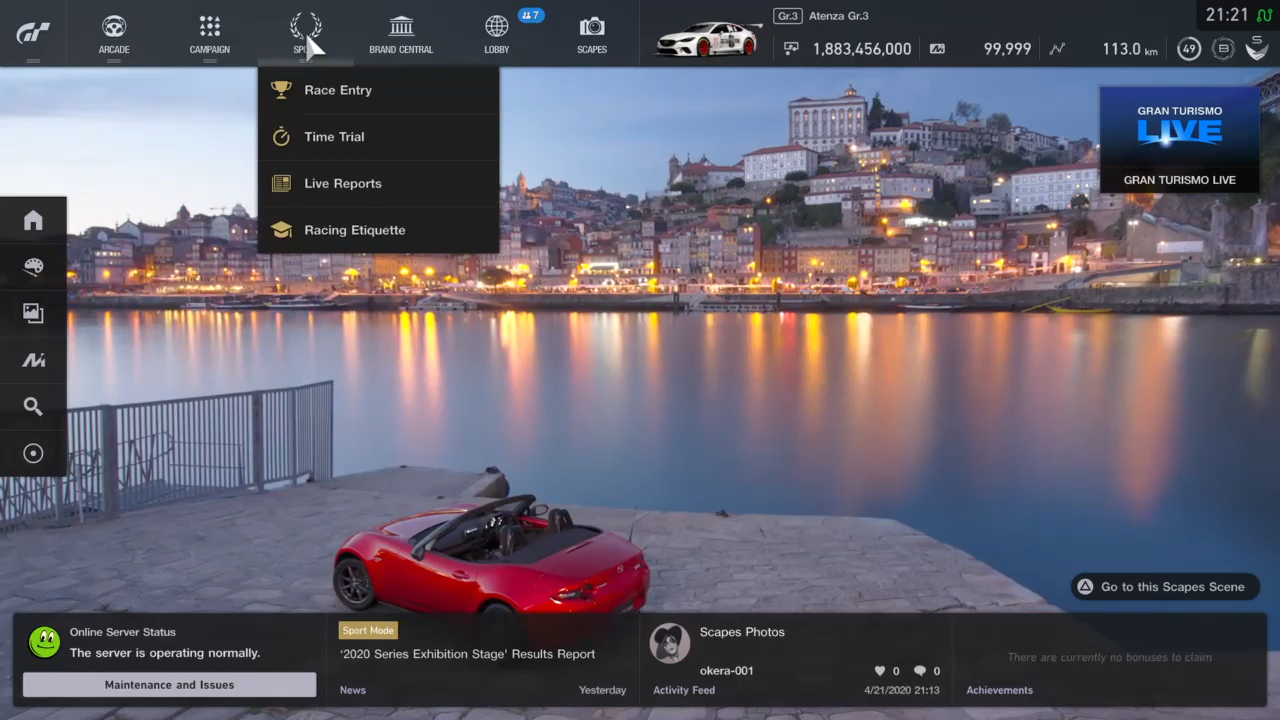 ARCADE
CAMPAIGN
BRAND CENTRAL
LOBBY
7
SCAPES
Gr.3 Atenza Gr.3
1,883,456,000
99,999
113.0 km
49
B
S
21:21
Race Entry
Time Trial
Live Reports
Racing Etiquette
GRAN TURISMO
LIVE
GRAN TURISMO LIVE
Go to this Scapes Scene
Online Server Status
The server is operating normally.
Maintenance and Issues
Sport Mode
‘2020 Series Exhibition Stage’ Results Report
News Yesterday
Scapes Photos
okera-001
0 0
Activity Feed 4/21/2020 21:13
There are currently no bonuses to claim
Achievements